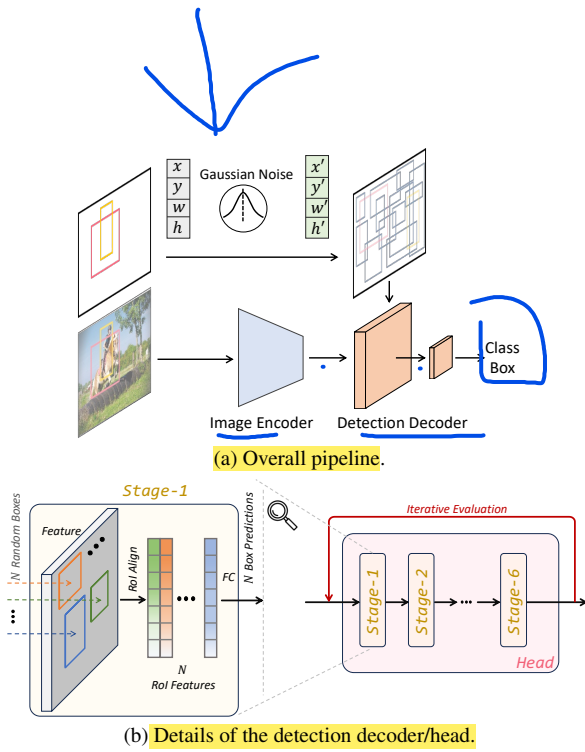 x
y
w
h
Gaussian Noise
x′
y′
w′
h′
Image Encoder
Detection Decoder
Class
Box
(a) Overall pipeline.
Stage-1
N Random Boxes
Feature
RoI Align
FC
N
RoI Features
N Box Predictions
Iterative Evaluation
Stage-1
Stage-2
Stage-6
Head
(b) Details of the detection decoder/head.